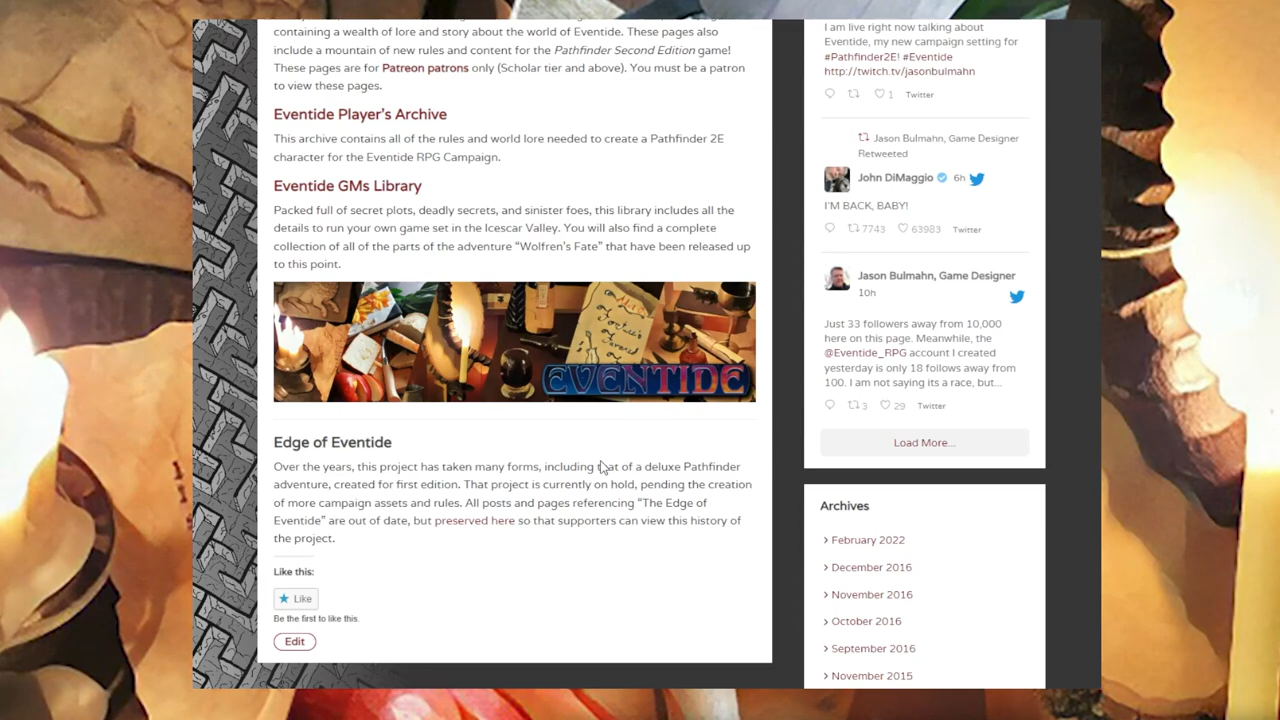 containing a wealth of lore and story about the world of Eventide. These pages also
include a mountain of new rules and content for the Pathfinder Second Edition game!
These pages are for Patreon patrons only (Scholar tier and above). You must be a patron
to view these pages.
Eventide Player's Archive
This archive contains all of the rules and world lore needed to create a Pathfinder 2E
character for the Eventide RPG Campaign.
Eventide GMs Library
Packed full of secret plots, deadly secrets, and sinister foes, this library includes all the
details to run your own game set in the Icescar Valley. You will also find a complete
collection of all of the parts of the adventure “Wolfren's Fate” that have been released up
to this point.
EVENTIDE
Edge of Eventide
Over the years, this project has taken many forms, including that of a deluxe Pathfinder
adventure, created for first edition. That project is currently on hold, pending the creation
of more campaign assets and rules. All posts and pages referencing “The Edge of
Eventide” are out of date, but preserved here so that supporters can view this history of
the project.
Like this:
Like
Be the first to like this.
Edit
I am live right now talking about
Eventide, my new campaign setting for
#Pathfinder2E! #Eventide
http://twitch.tv/jasonbulmahn
1 Twitter
Jason Bulmahn, Game Designer
Retweeted
John DiMaggio 6h
I'M BACK, BABY!
7743 63983 Twitter
Jason Bulmahn, Game Designer
10h
Just 33 followers away from 10,000
here on this page. Meanwhile, the
@Eventide_RPG account I created
yesterday is only 18 follows away from
100. I am not saying its a race, but...
3 29 Twitter
Load More...
Archives
> February 2022
> December 2016
> November 2016
> October 2016
> September 2016
> November 2015